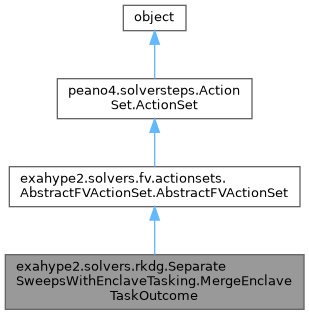 object
peano4.solversteps.Action
Set.ActionSet
exahype2.solvers.fv.actionsets.
AbstractFVActionSet.AbstractFVActionSet
exahype2.solvers.rkdg.Separate
SweepsWithEnclaveTasking.MergeEnclave
TaskOutcome